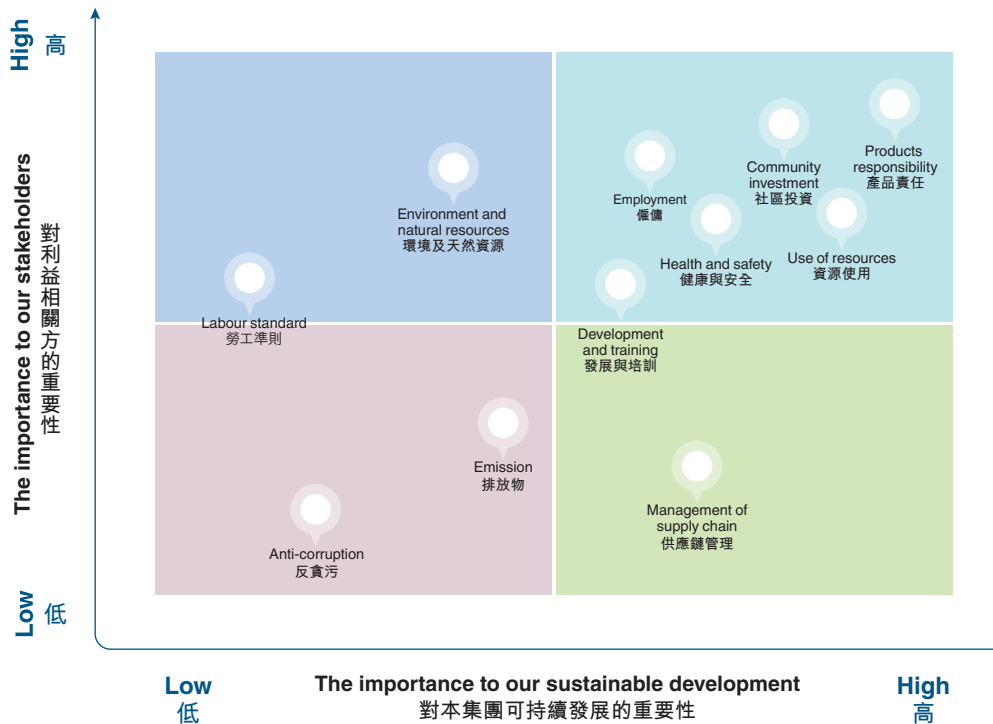 High 高
The importance to our stakeholders
對利益相關方的重要性
Low 低
Environment and
natural resources
環境及天然資源
Labour standard
勞工準則
Employment
僱傭
Community
investment
社區投資
Products
responsibility
產品責任
Health and safety
健康與安全
Use of resources
資源使用
Development
and training
發展與培訓
Emission
排放物
Anti-corruption
反貪污
Management of
supply chain
供應鏈管理
Low
低
The importance to our sustainable development
對本集團可持續發展的重要性
High
高